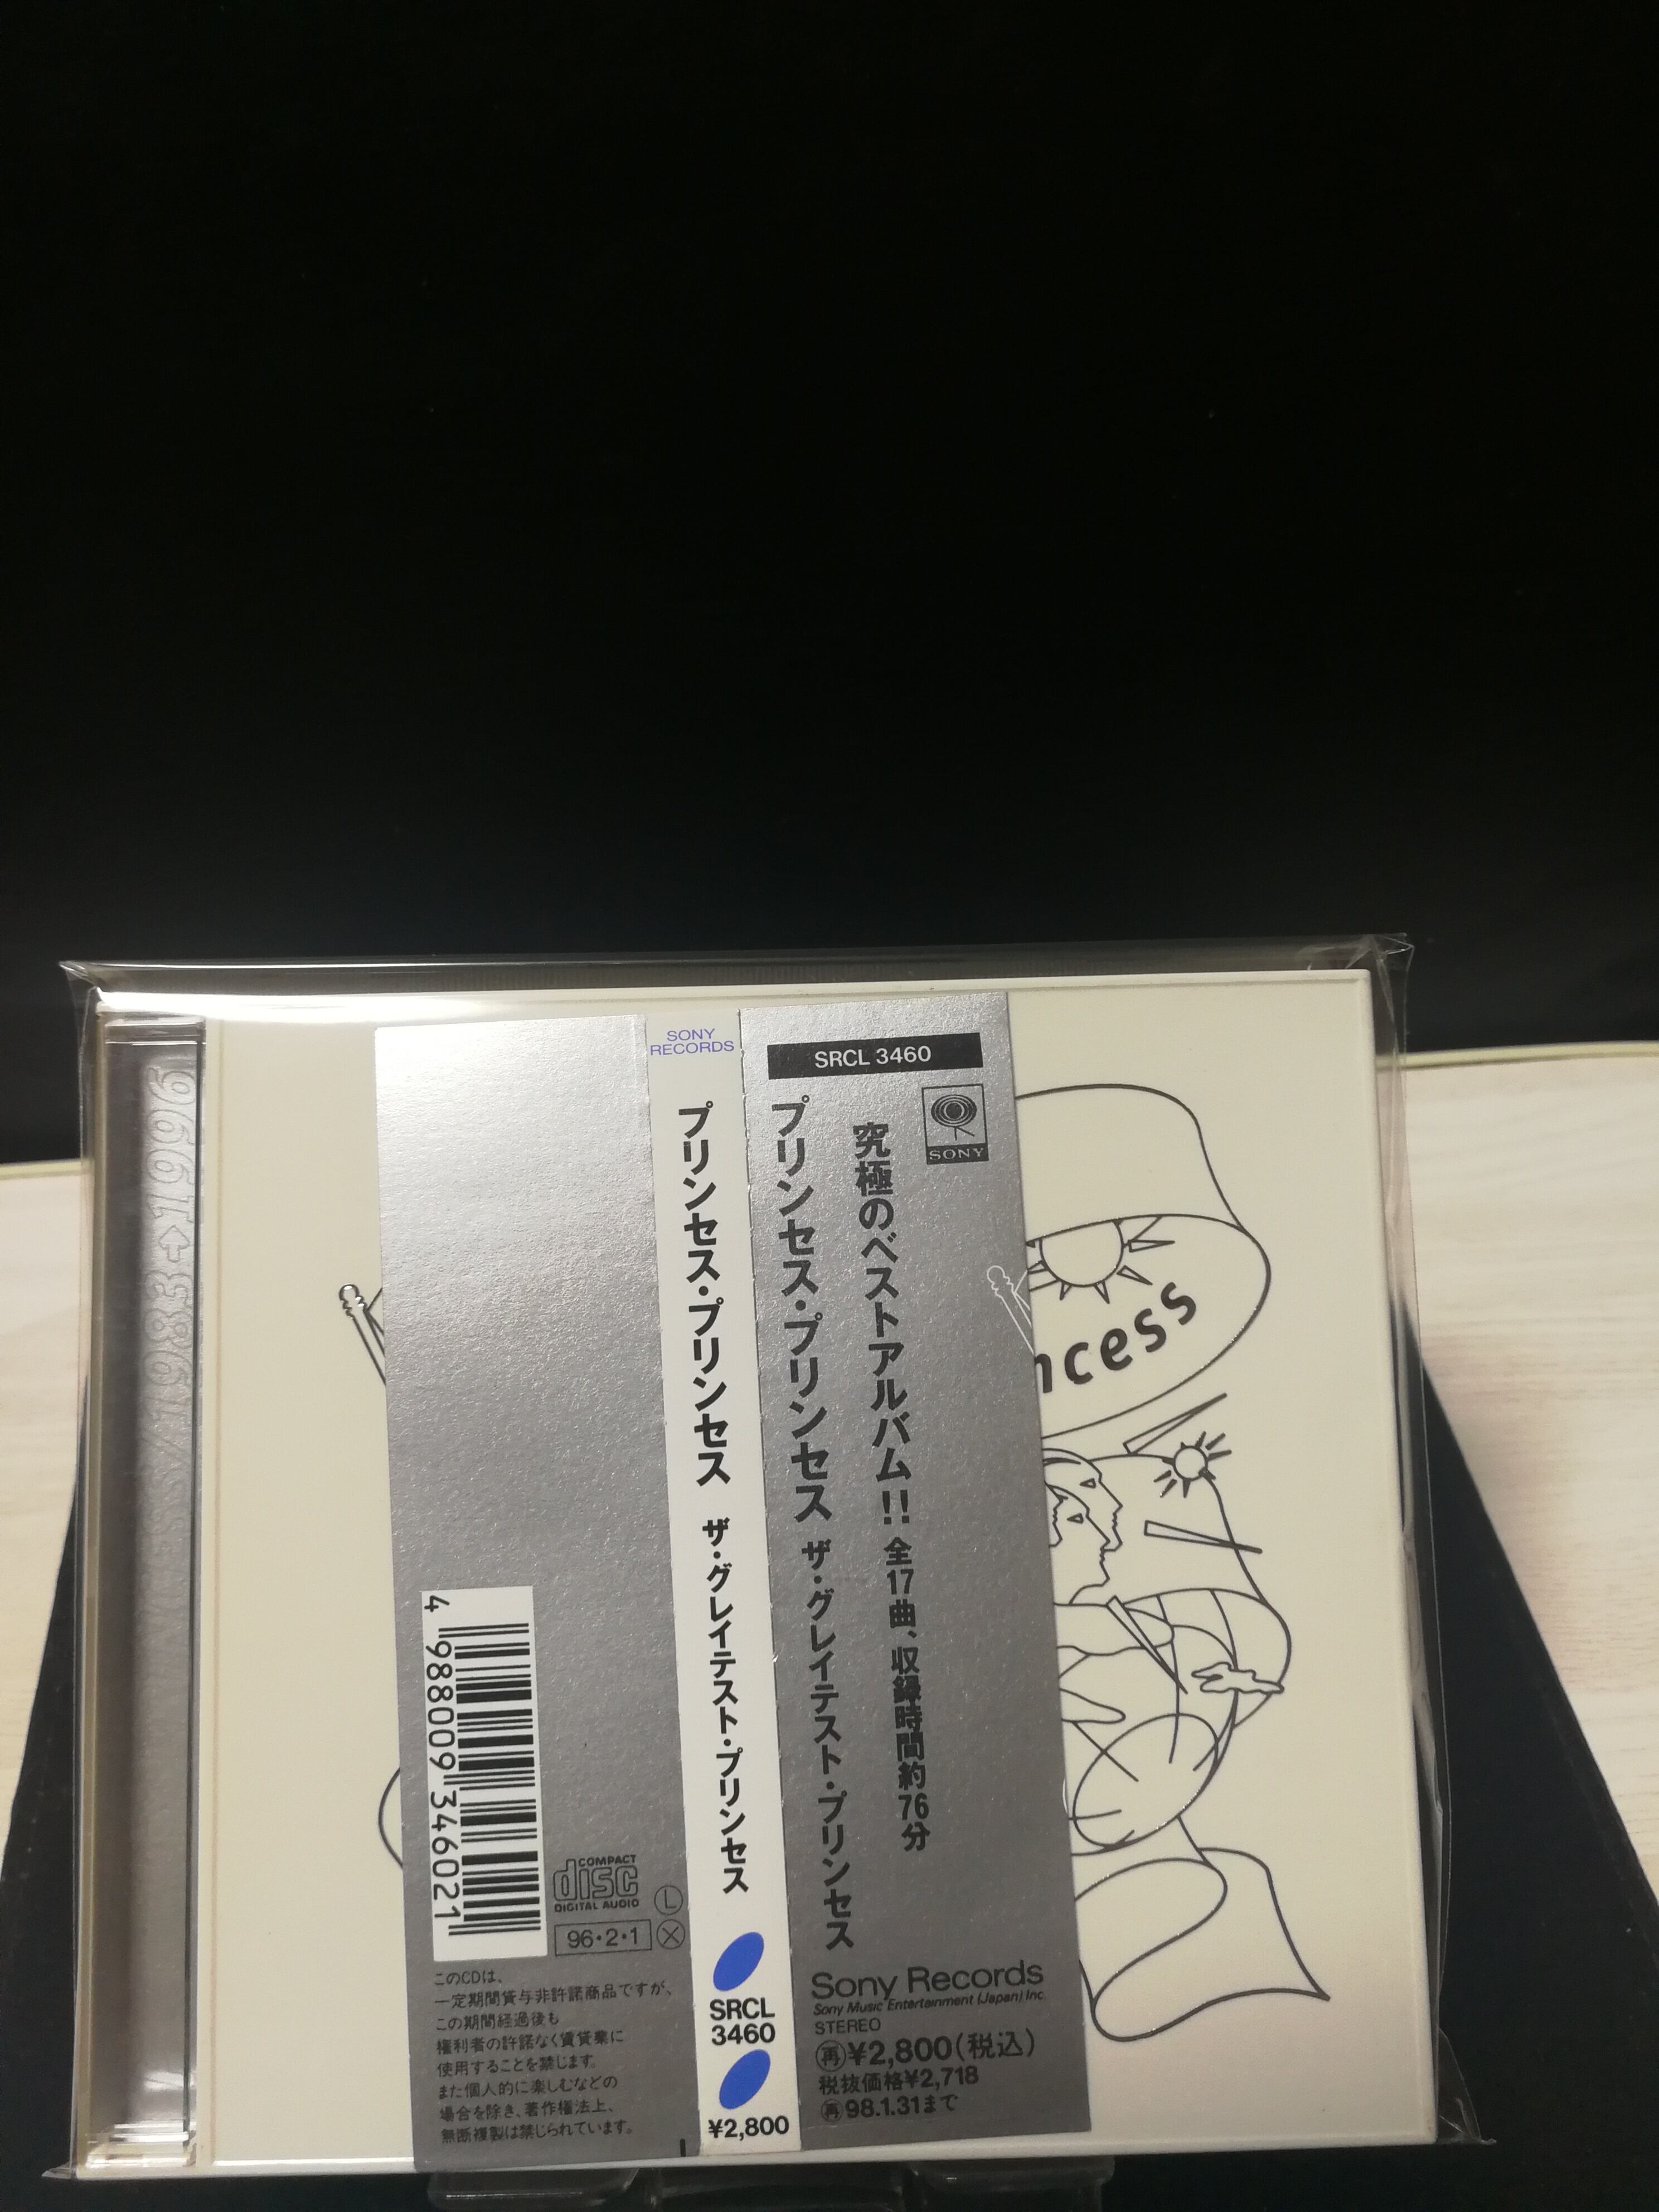 1983→1996
4 988009 346021
COMPACT
disc
DIGITAL AUDIO
L
96・2・1
X
このCDは、
一定期間貸与非許諾商品ですが、
この期間経過後も
権利者の許諾なく賃貸業に
使用することを禁じます。
また個人的に楽しむなどの
場合を除き、著作権法上、
無断複製は禁じられています。
SONY
RECORDS
プリンセス・プリンセス ザ・グレイテスト・プリンセス
SRCL
3460
¥2,800
SRCL 3460
SONY
究極のベストアルバム!! 全17曲、収録時間約76分
プリンセス・プリンセス ザ・グレイテスト・プリンセス
Sony Records
Sony Music Entertainment (Japan) Inc.
STEREO
再¥2,800(税込)
税抜価格¥2,718
再98.1.31まで
ncess